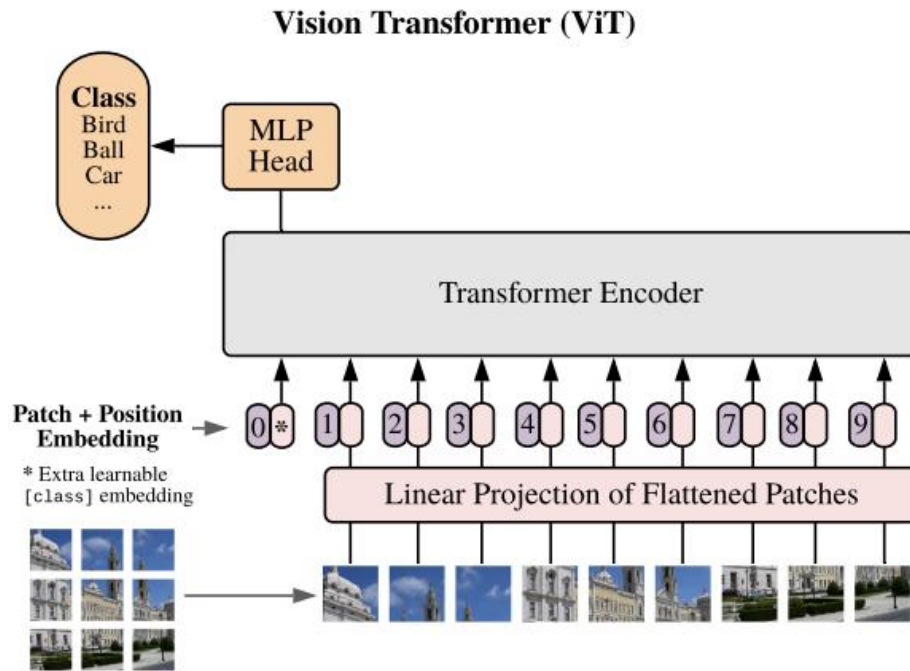 Vision Transformer (ViT)
Class
Bird
Ball
Car
...
MLP
Head
Transformer Encoder
Patch + Position
Embedding
0 * 1 2 3 4 5 6 7 8 9
* Extra learnable
[class] embedding
Linear Projection of Flattened Patches